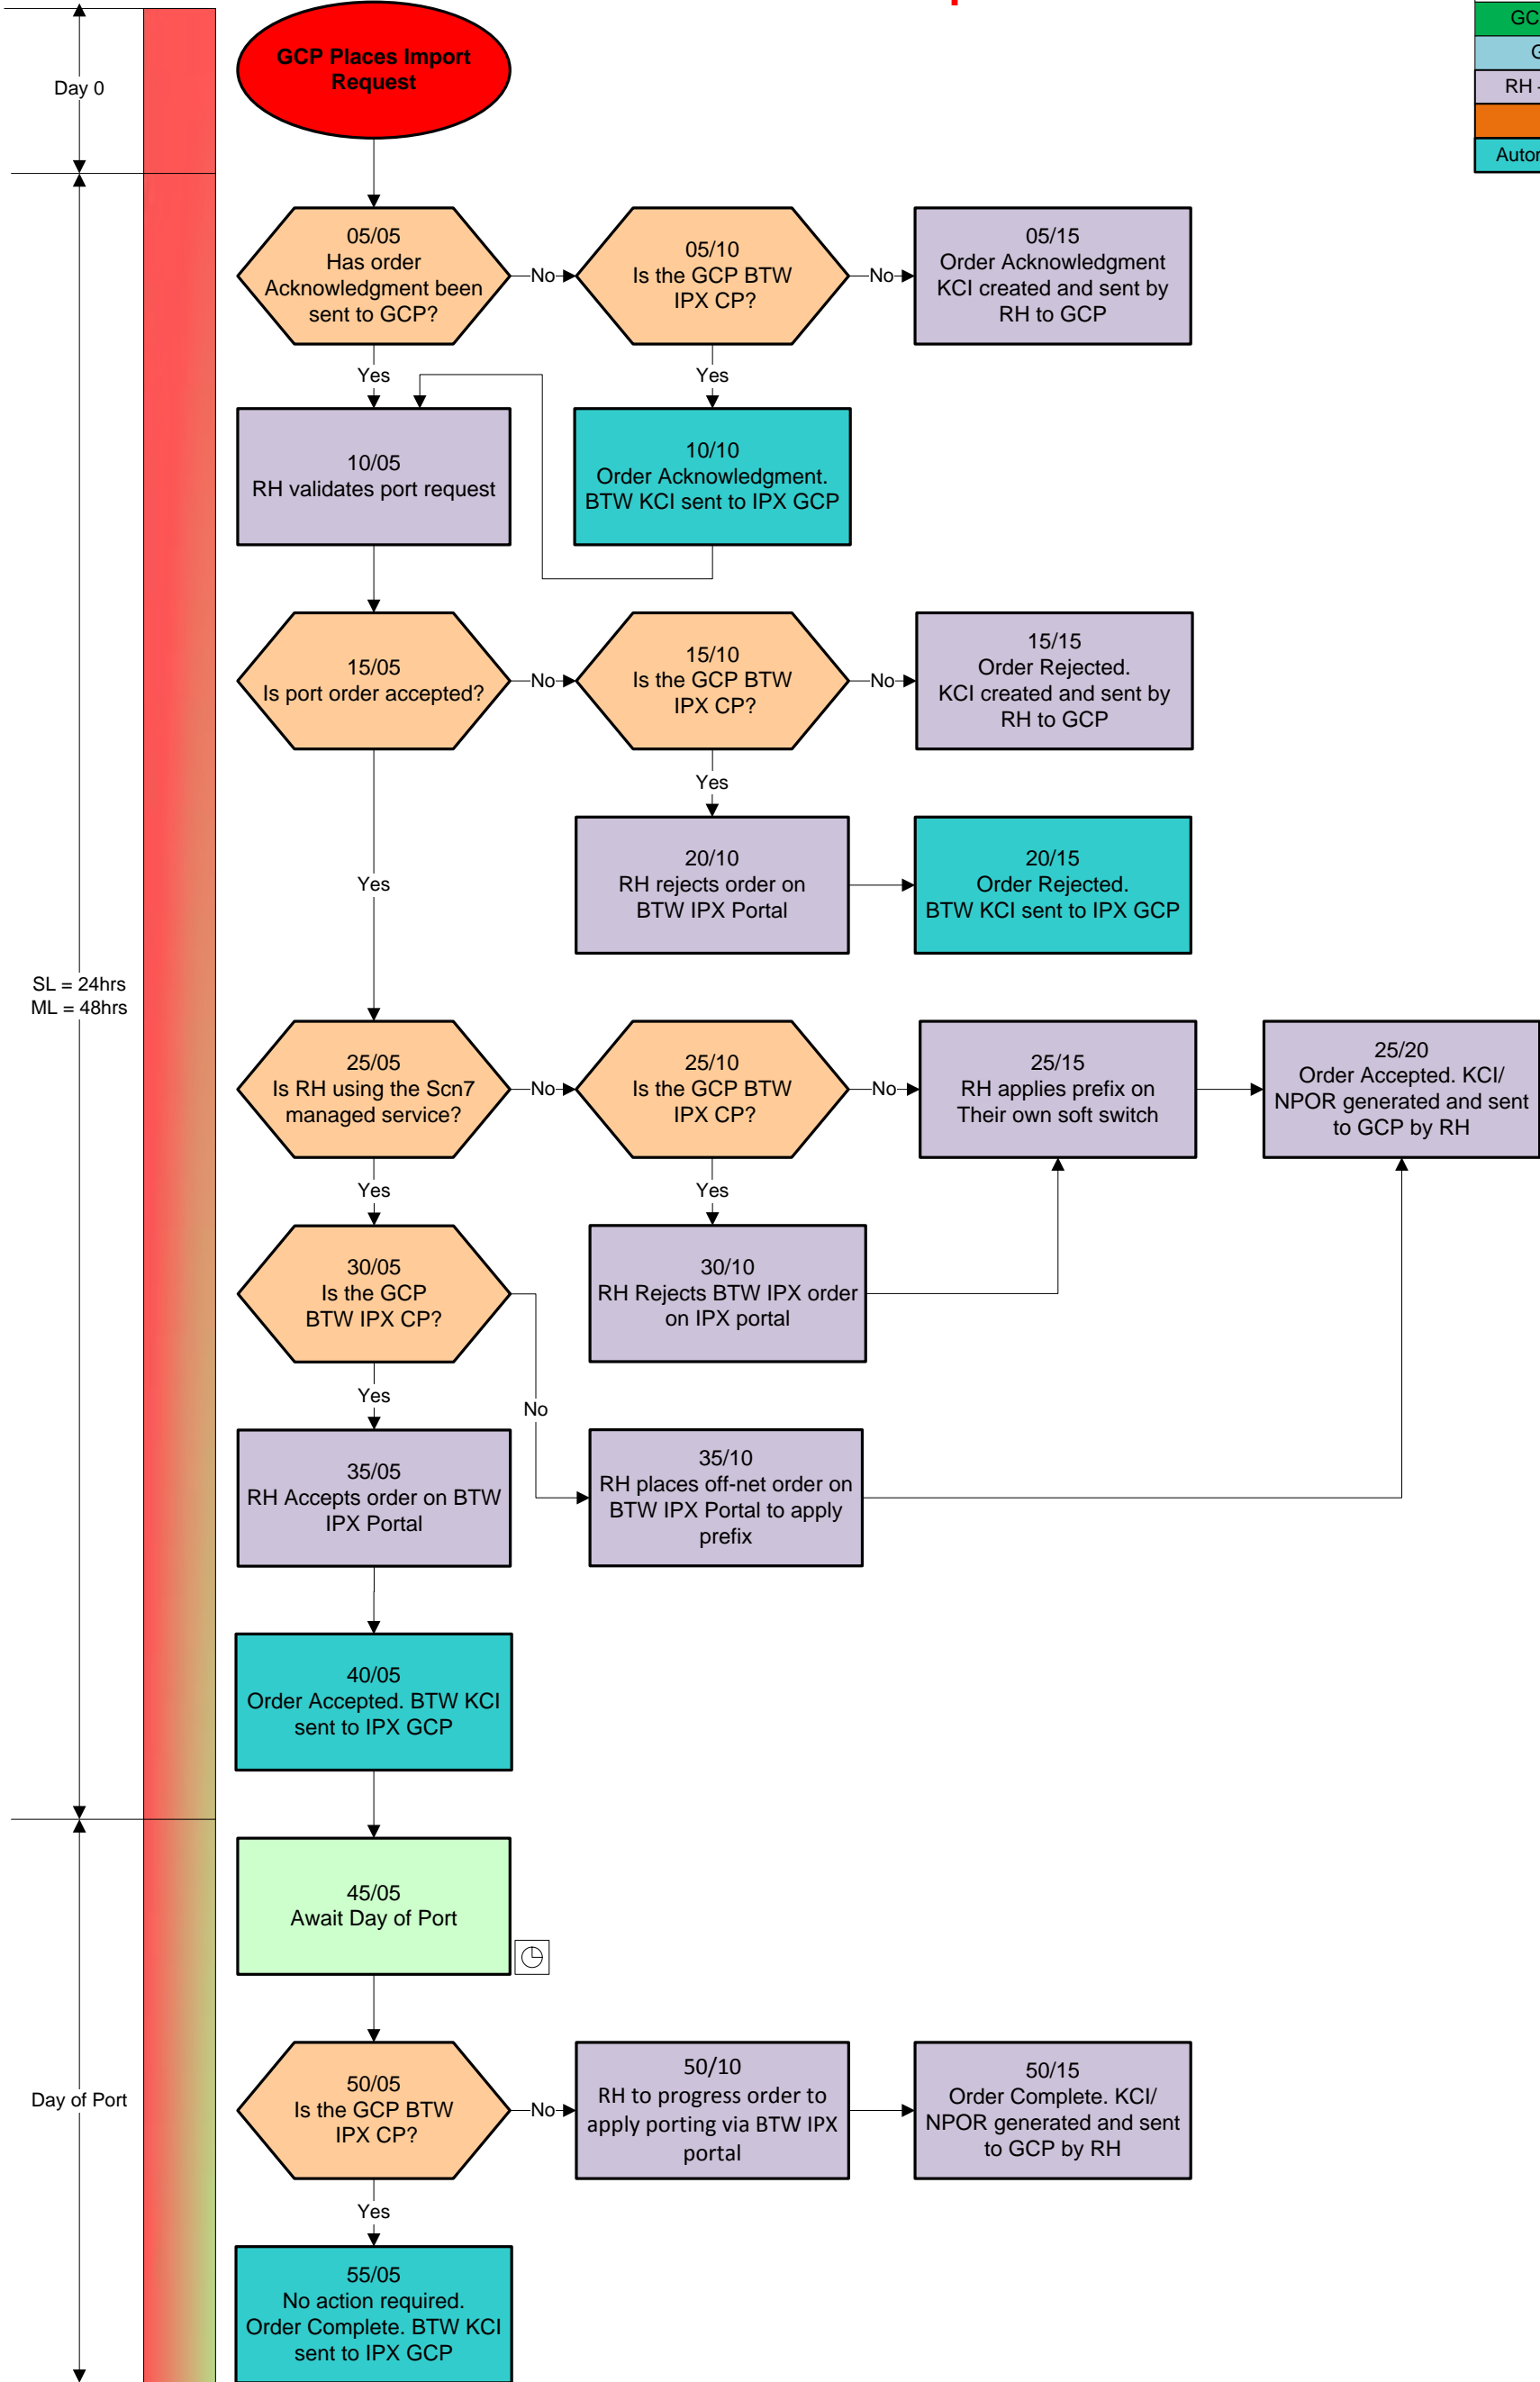 GCP Places Import
Request
Day 0
RH
05/05
Has order
Acknowledgment been
sent to GCP?
No
05/10
Is the GCP BTW
IPX CP?
No
05/15
Order Acknowledgment
KCI created and sent by
RH to GCP
Yes
Yes
10/05
RH validates port request
10/10
Order Acknowledgment.
BTW KCI sent to IPX GCP
15/05
Is port order accepted?
No
15/10
Is the GCP BTW
IPX CP?
No
15/15
Order Rejected.
KCI created and sent by
RH to GCP
Yes
Yes
20/10
RH rejects order on
BTW IPX Portal
20/15
Order Rejected.
BTW KCI sent to IPX GCP
SL = 24hrs
ML = 48hrs
25/05
Is RH using the Scn7
managed service?
No
25/10
Is the GCP BTW
IPX CP?
No
25/15
RH applies prefix on
Their own soft switch
25/20
Order Accepted. KCI/
NPOR generated and sent
to GCP by RH
Yes
Yes
30/05
Is the GCP
BTW IPX CP?
30/10
RH Rejects BTW IPX order
on IPX portal
Yes
No
35/05
RH Accepts order on BTW
IPX Portal
35/10
RH places off-net order on
BTW IPX Portal to apply
prefix
40/05
Order Accepted. BTW KCI
sent to IPX GCP
45/05
Await Day of Port
Day of Port
50/05
Is the GCP BTW
IPX CP?
No
50/10
RH to progress order to
apply porting via BTW IPX
portal
50/15
Order Complete. KCI/
NPOR generated and sent
to GCP by RH
Yes
55/05
No action required.
Order Complete. BTW KCI
sent to IPX GCP